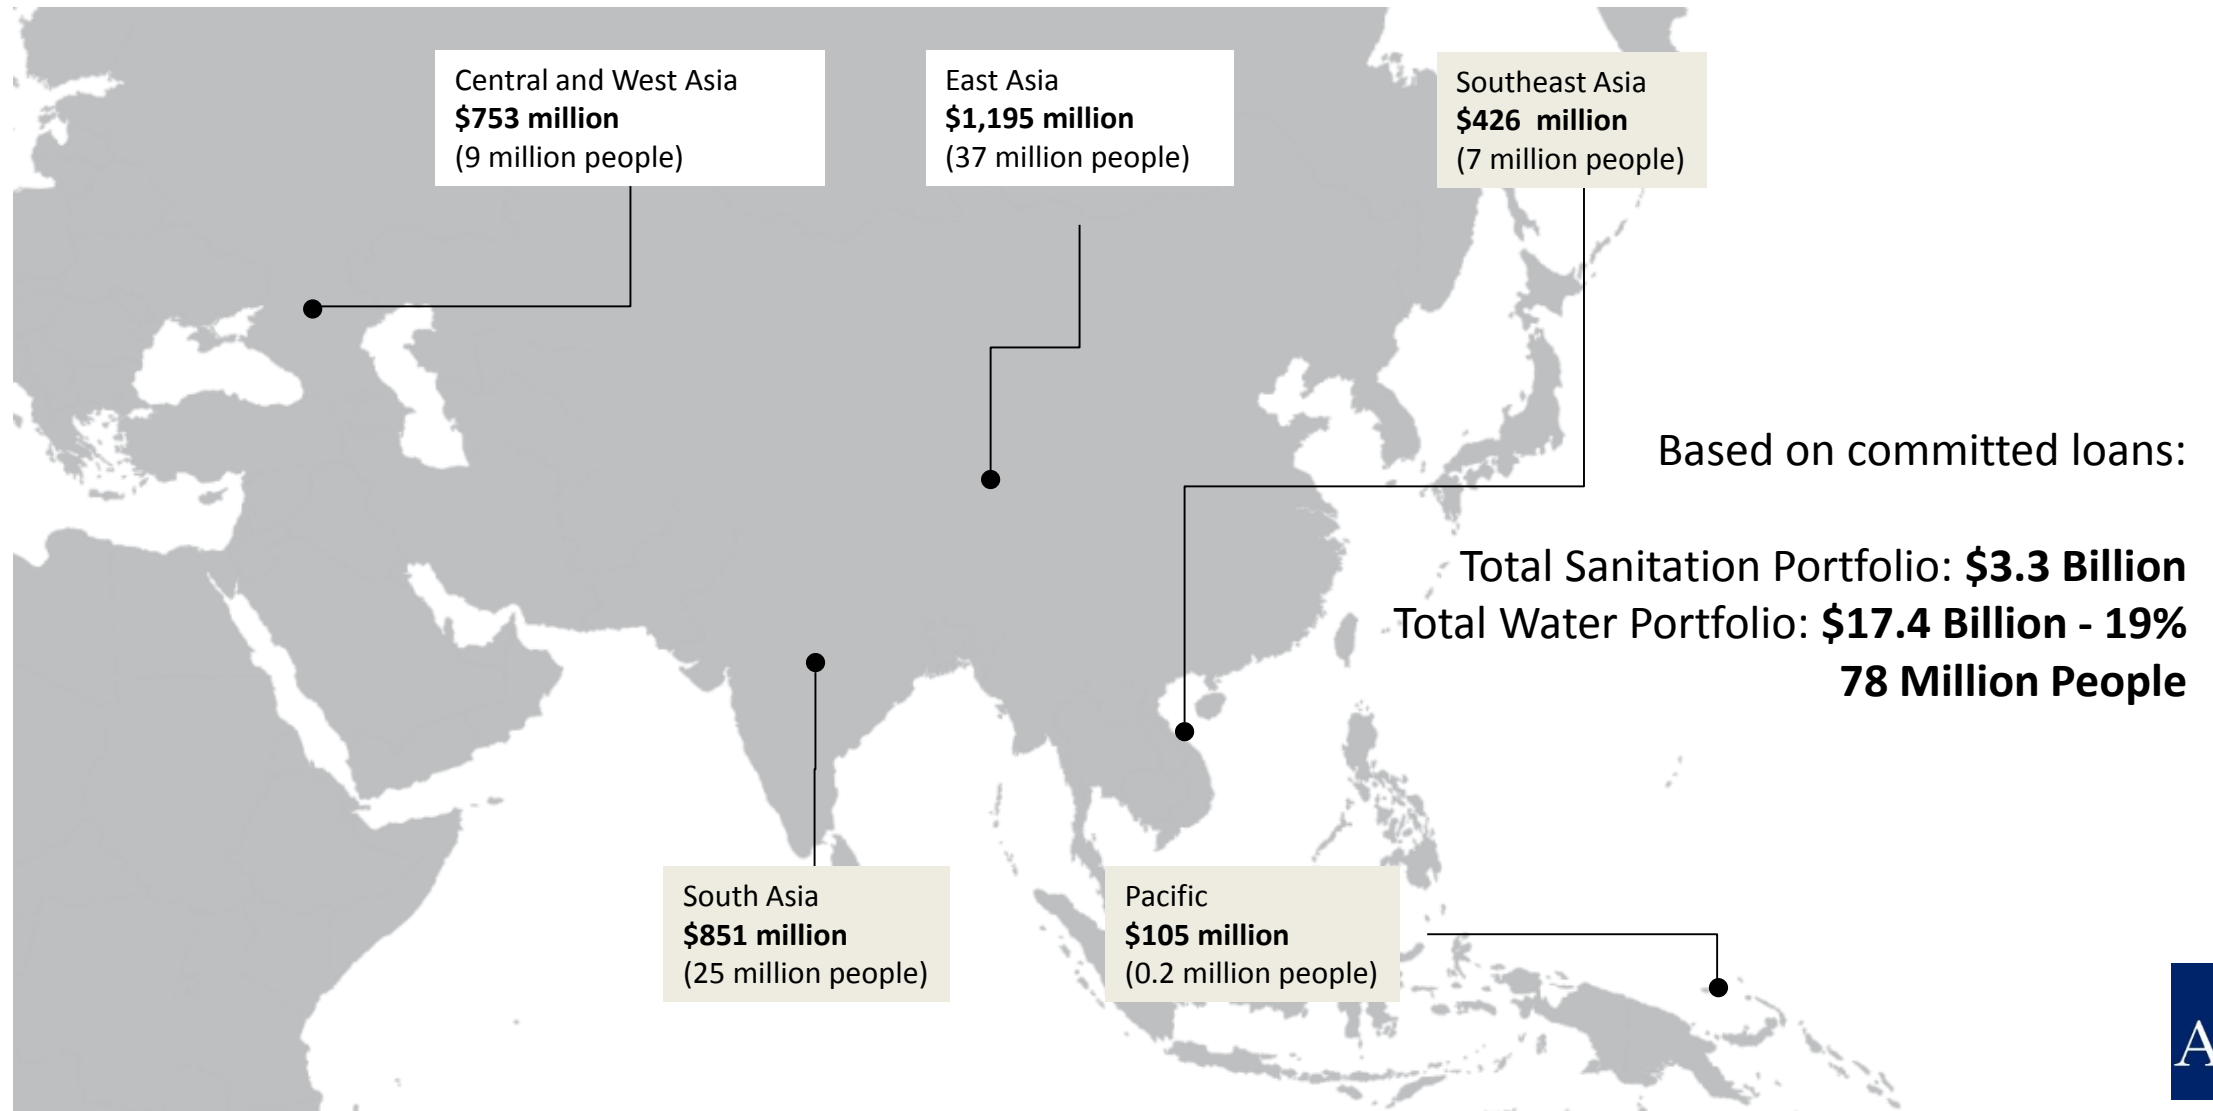 Central and West Asia
$753 million
(9 million people)
East Asia
$1,195 million
(37 million people)
Southeast Asia
$426  million
(7 million people)
Based on committed loans:
Total Sanitation Portfolio: $3.3 Billion
Total Water Portfolio: $17.4 Billion - 19%
78 Million People
South Asia
$851 million
(25 million people)
Pacific
$105 million
(0.2 million people)
A